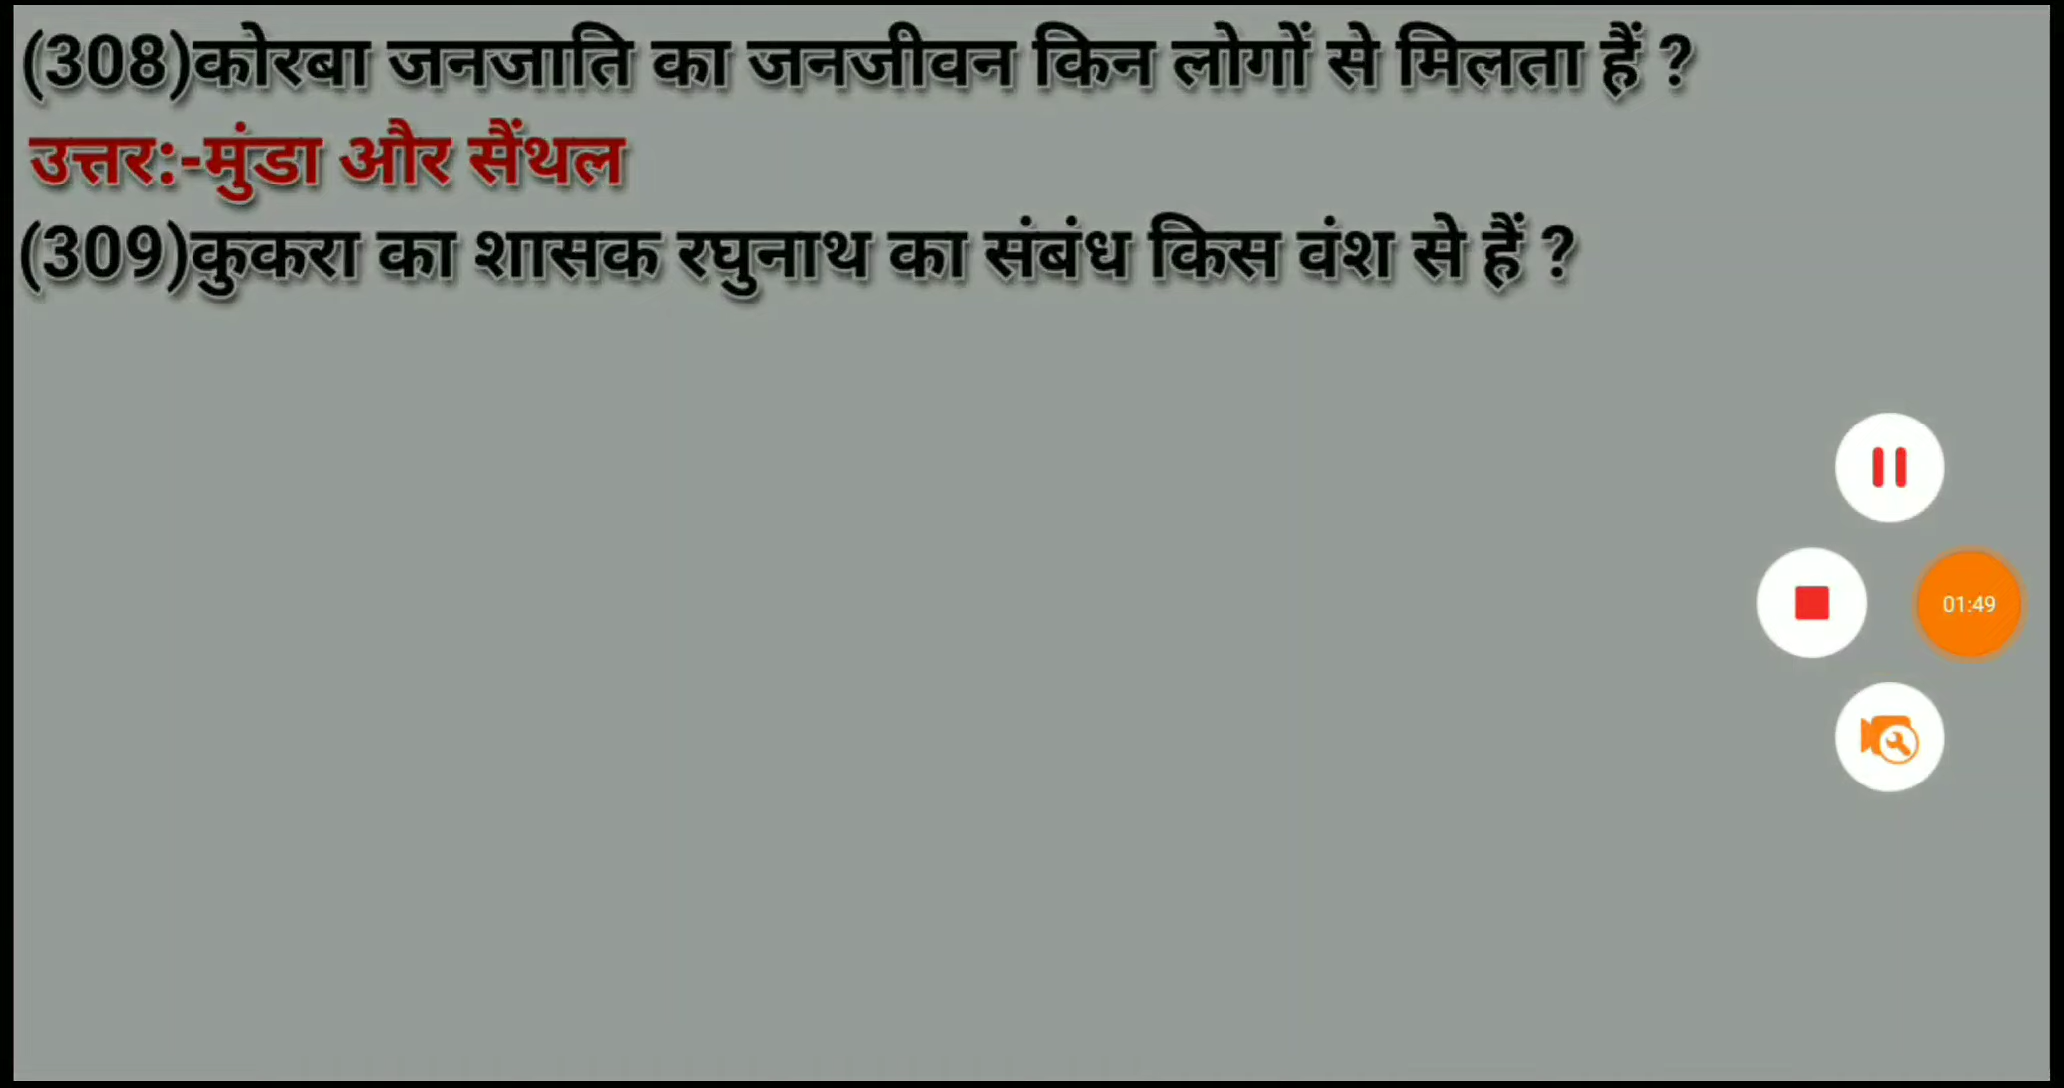 (308)कोरबा जनजाति का जनजीवन किन लोगों से मिलता हैं ?
उत्तर:-मुंडा और सैंथल
(309)कुकरा का शासक रघुनाथ का संबंध किस वंश से हैं ?
01:49